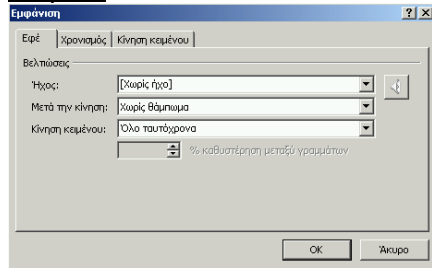 Εμφάνιση
Εφέ Χρονισμός Κίνηση κειμένου
Βελτιώσεις
Ήχος: [Χωρίς ήχο]
Μετά την κίνηση: Χωρίς θάμπωμα
Κίνηση κειμένου: Όλο ταυτόχρονα
% καθυστέρηση μεταξύ γραμμάτων
OK Άκυρο